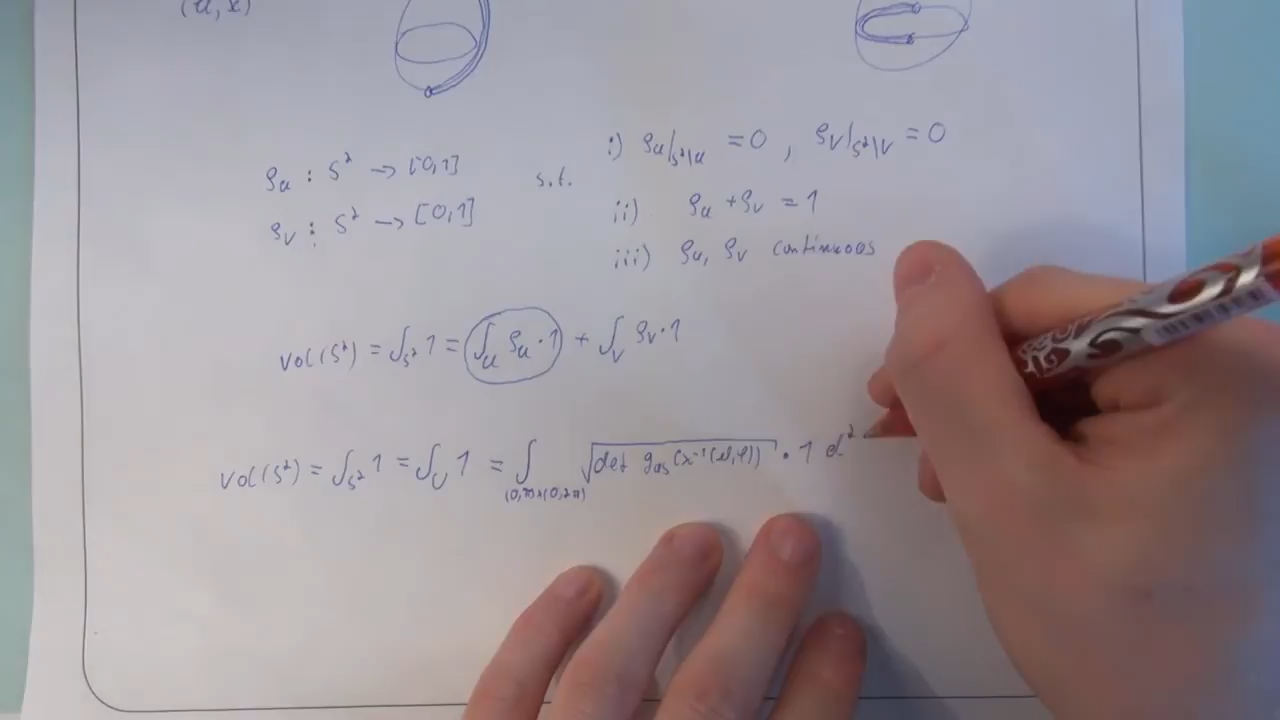 (U, x)
ρ_U : S² → [0,1]
ρ_V : S² → [0,1]
s.t.
i) ρ_U|_{S²\U} = 0 , ρ_V|_{S²\V} = 0
ii) ρ_U + ρ_V = 1
iii) ρ_U, ρ_V continuous
vol(S²) = ∫_{S²} 1 = ∫_U ρ_U · 1 + ∫_V ρ_V · 1
vol(S²) = ∫_{S²} 1 = ∫_U 1 = ∫_{(0,π)×(0,2π)} √(det g_{ab}(x⁻¹(ϑ,φ))) · 1 d²